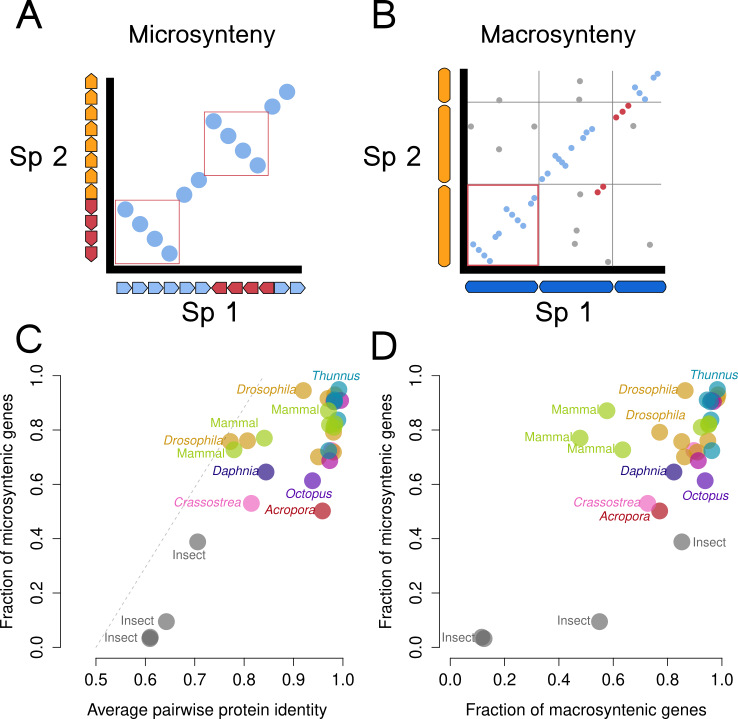 A
Microsynteny
Sp 2
Sp 1
B
Macrosynteny
Sp 2
Sp 1
C
Fraction of microsyntenic genes
1.0
0.8
0.6
0.4
0.2
0.0
Thunnus
Drosophila
Mammal
Mammal
Drosophila
Mammal
Daphnia
Octopus
Crassostrea
Acropora
Insect
Insect
Insect
0.5 0.6 0.7 0.8 0.9 1.0
Average pairwise protein identity
D
Fraction of microsyntenic genes
1.0
0.8
0.6
0.4
0.2
0.0
Thunnus
Drosophila
Mammal
Drosophila
Mammal
Mammal
Daphnia
Octopus
Crassostrea
Acropora
Insect
Insect
Insect
0.0 0.2 0.4 0.6 0.8 1.0
Fraction of macrosyntenic genes